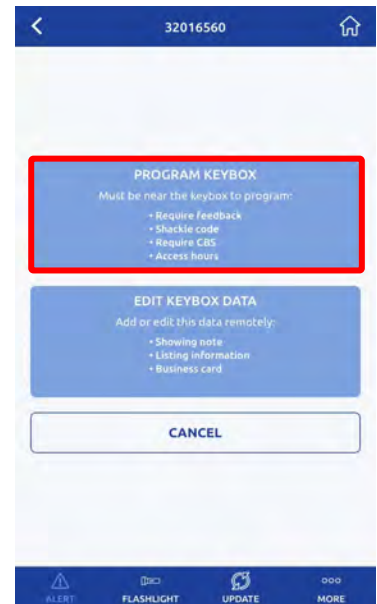 32016560
PROGRAM KEYBOX
Must be near the keybox to program:
• Require feedback
• Shackle code
• Require CBS
• Access hours
EDIT KEYBOX DATA
Add or edit this data remotely:
• Showing note
• Listing information
• Business card
CANCEL
ALERT FLASHLIGHT UPDATE MORE